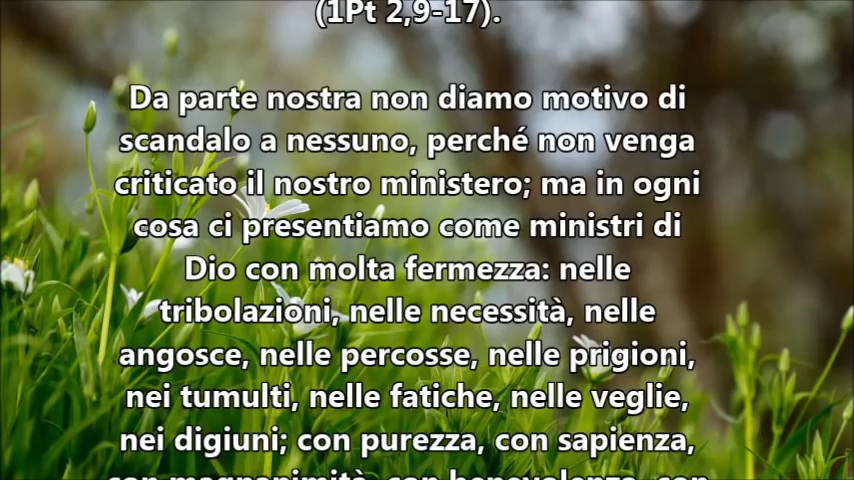 (1Pt 2,9-17).
Da parte nostra non diamo motivo di
scandalo a nessuno, perché non venga
criticato il nostro ministero; ma in ogni
cosa ci presentiamo come ministri di
Dio con molta fermezza: nelle
tribolazioni, nelle necessità, nelle
angosce, nelle percosse, nelle prigioni,
nei tumulti, nelle fatiche, nelle veglie,
nei digiuni; con purezza, con sapienza,
con magnanimità, con benevolenza, con